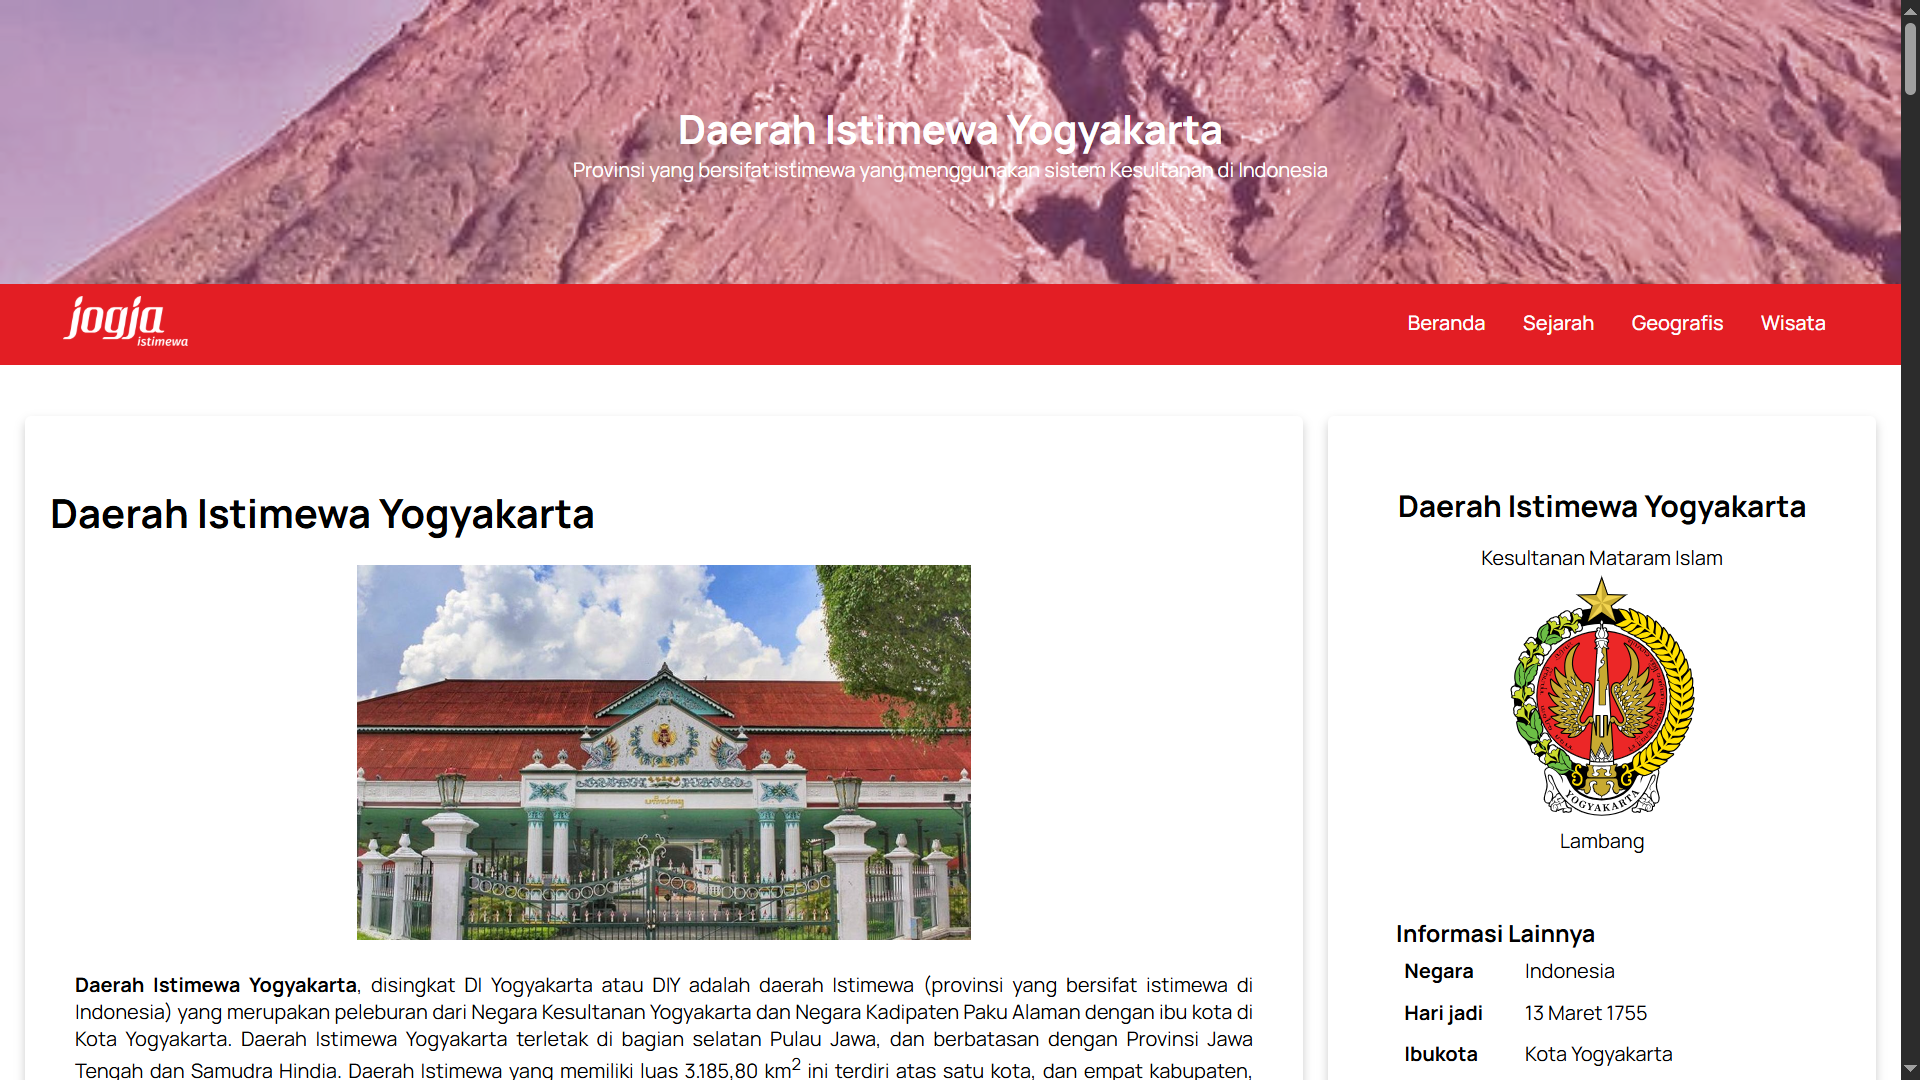 Daerah Istimewa Yogyakarta
Provinsi yang bersifat istimewa yang menggunakan sistem Kesultanan di Indonesia
jogja
istimewa
Beranda Sejarah Geografis Wisata
Daerah Istimewa Yogyakarta
Daerah Istimewa Yogyakarta, disingkat DI Yogyakarta atau DIY adalah daerah Istimewa (provinsi yang bersifat istimewa di
Indonesia) yang merupakan peleburan dari Negara Kesultanan Yogyakarta dan Negara Kadipaten Paku Alaman dengan ibu kota di
Kota Yogyakarta. Daerah Istimewa Yogyakarta terletak di bagian selatan Pulau Jawa, dan berbatasan dengan Provinsi Jawa
Tengah dan Samudra Hindia. Daerah Istimewa yang memiliki luas 3.185,80 km² ini terdiri atas satu kota, dan empat kabupaten,
Daerah Istimewa Yogyakarta
Kesultanan Mataram Islam
YOGYAKARTA
Lambang
Informasi Lainnya
Negara Indonesia
Hari jadi 13 Maret 1755
Ibukota Kota Yogyakarta